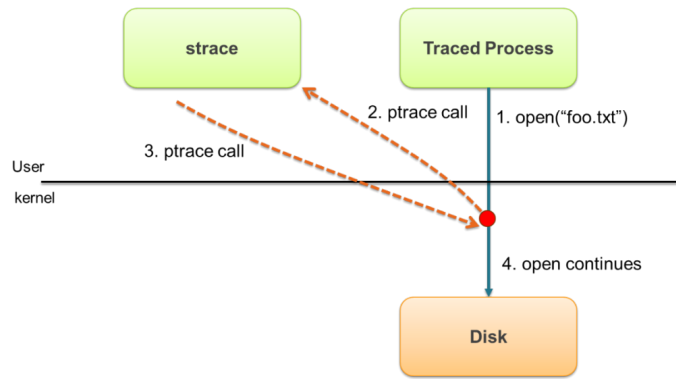 strace
Traced Process
2. ptrace call
1. open(“foo.txt”)
3. ptrace call
User
kernel
4. open continues
Disk